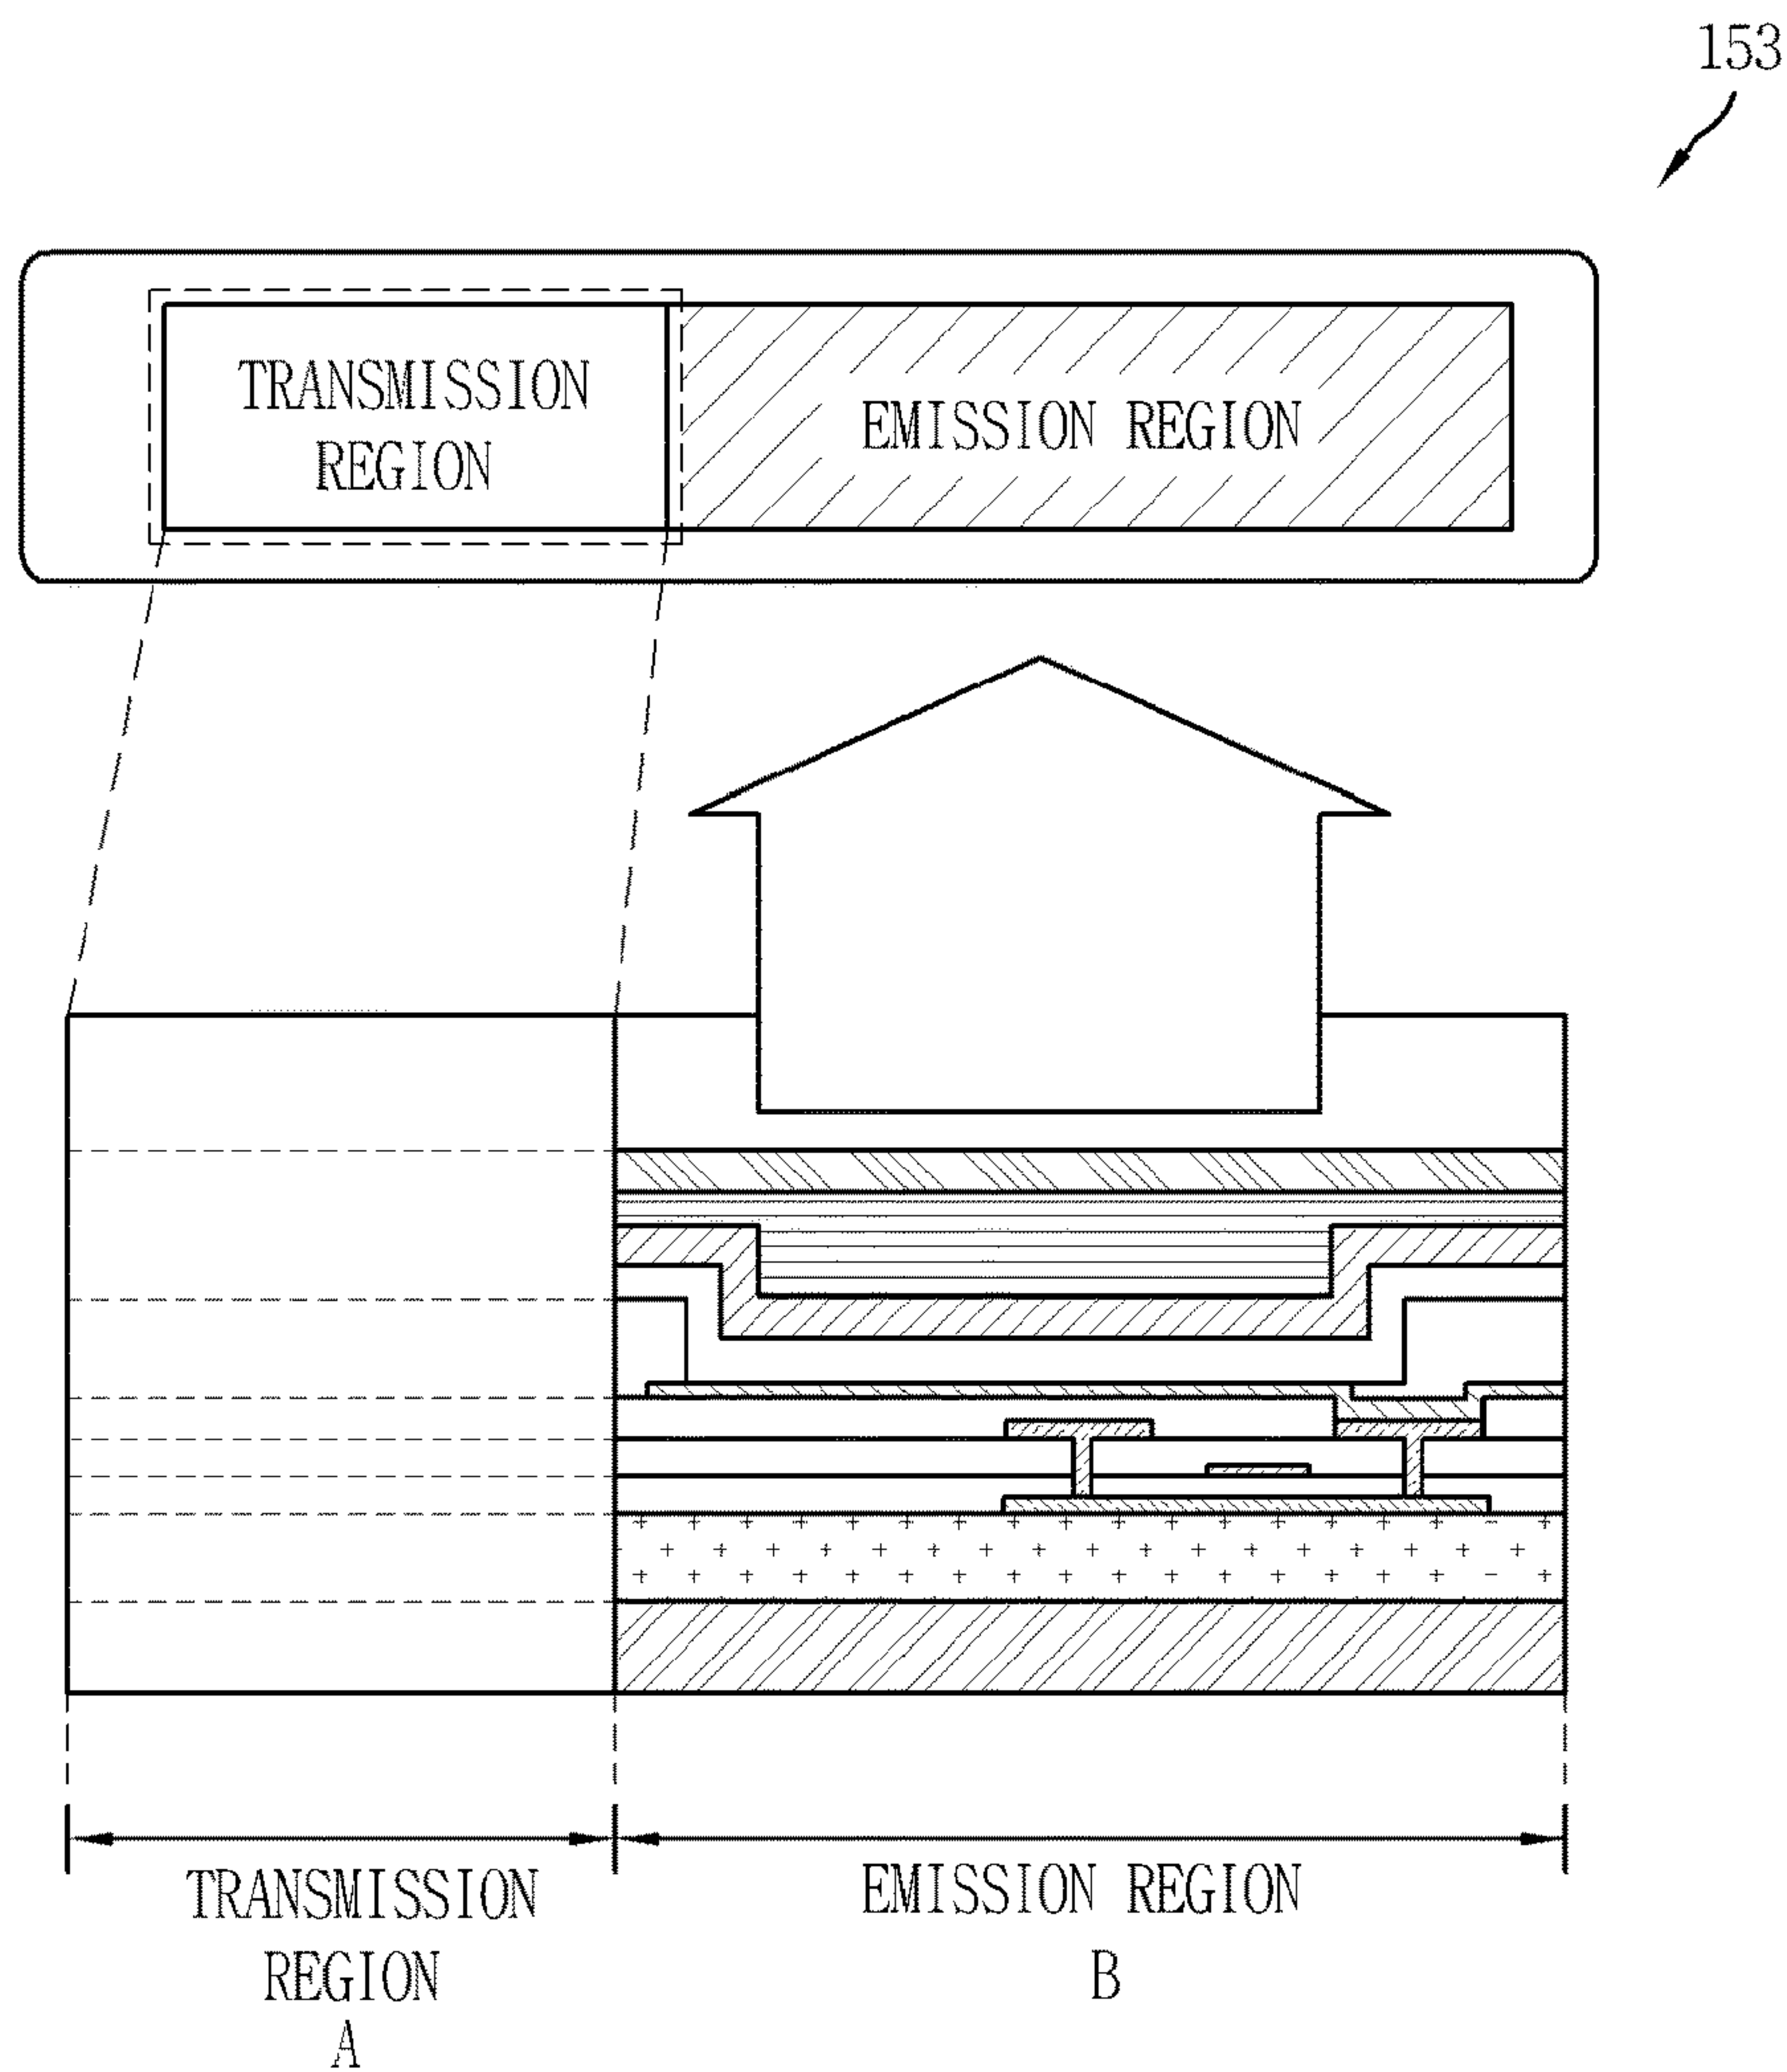 153
TRANSMISSION
REGION
EMISSION REGION
TRANSMISSION
REGION
A
EMISSION REGION
B